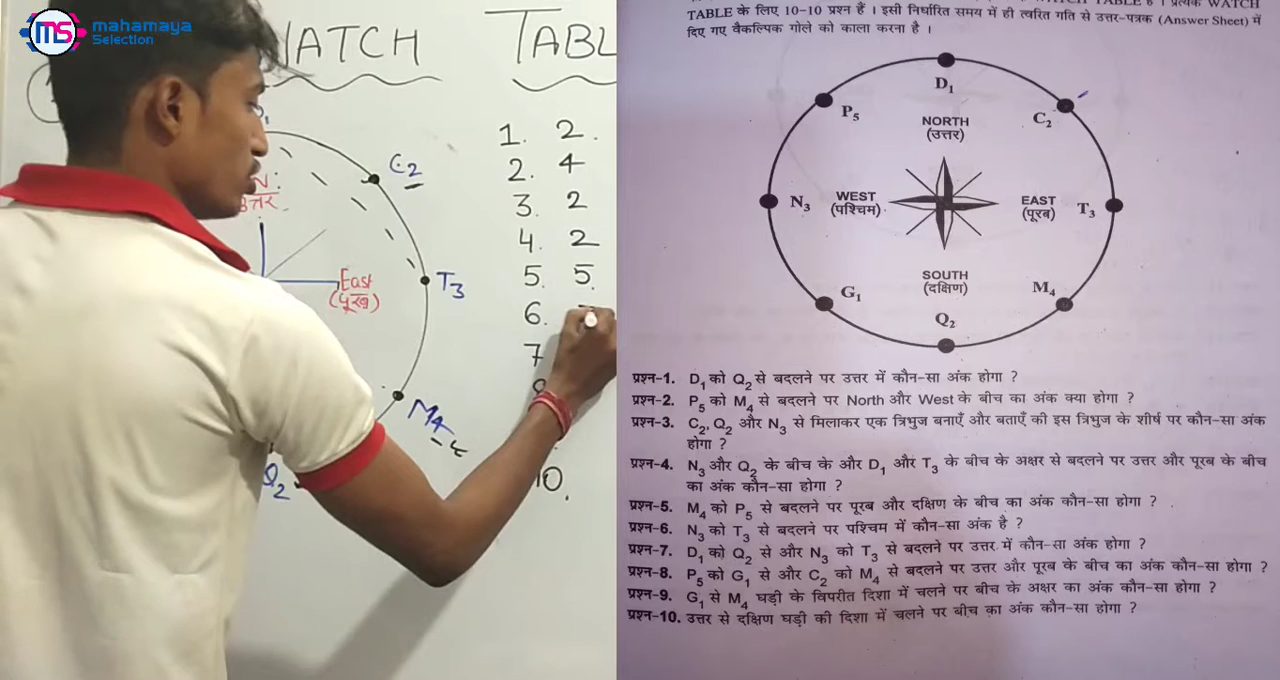 mahamaya
Selection
WATCH TABL
C2
T3
East
(पूरब)
M4
Q2
उत्तर
1. 2.
2. 4
3. 2
4. 2
5. 5.
6.
7
10.
TABLE के लिए 10-10 प्रश्न हैं । इसी निर्धारित समय में ही त्वरित गति से उत्तर-पत्रक (Answer Sheet) में
दिए गए वैकल्पिक गोले को काला करना है ।
D1
P5
C2
NORTH
(उत्तर)
N3
WEST
(पश्चिम)
EAST
(पूरब)
T3
SOUTH
(दक्षिण)
G1
M4
Q2
प्रश्न-1. D1 को Q2 से बदलने पर उत्तर में कौन-सा अंक होगा ?
प्रश्न-2. P5 को M4 से बदलने पर North और West के बीच का अंक क्या होगा ?
प्रश्न-3. C2, Q2 और N3 से मिलाकर एक त्रिभुज बनाएँ और बताएँ की इस त्रिभुज के शीर्ष पर कौन-सा अंक
होगा ?
प्रश्न-4. N3 और Q2 के बीच के और D1 और T3 के बीच के अक्षर से बदलने पर उत्तर और पूरब के बीच
का अंक कौन-सा होगा ?
प्रश्न-5. M4 को P5 से बदलने पर पूरब और दक्षिण के बीच का अंक कौन-सा होगा ?
प्रश्न-6. N3 को T3 से बदलने पर पश्चिम में कौन-सा अंक है ?
प्रश्न-7. D1 को Q2 से और N3 को T3 से बदलने पर उत्तर में कौन-सा अंक होगा ?
प्रश्न-8. P5 को G1 से और C2 को M4 से बदलने पर उत्तर और पूरब के बीच का अंक कौन-सा होगा ?
प्रश्न-9. G1 से M4 घड़ी के विपरीत दिशा में चलने पर बीच के अक्षर का अंक कौन-सा होगा ?
प्रश्न-10. उत्तर से दक्षिण घड़ी की दिशा में चलने पर बीच का अंक कौन-सा होगा ?